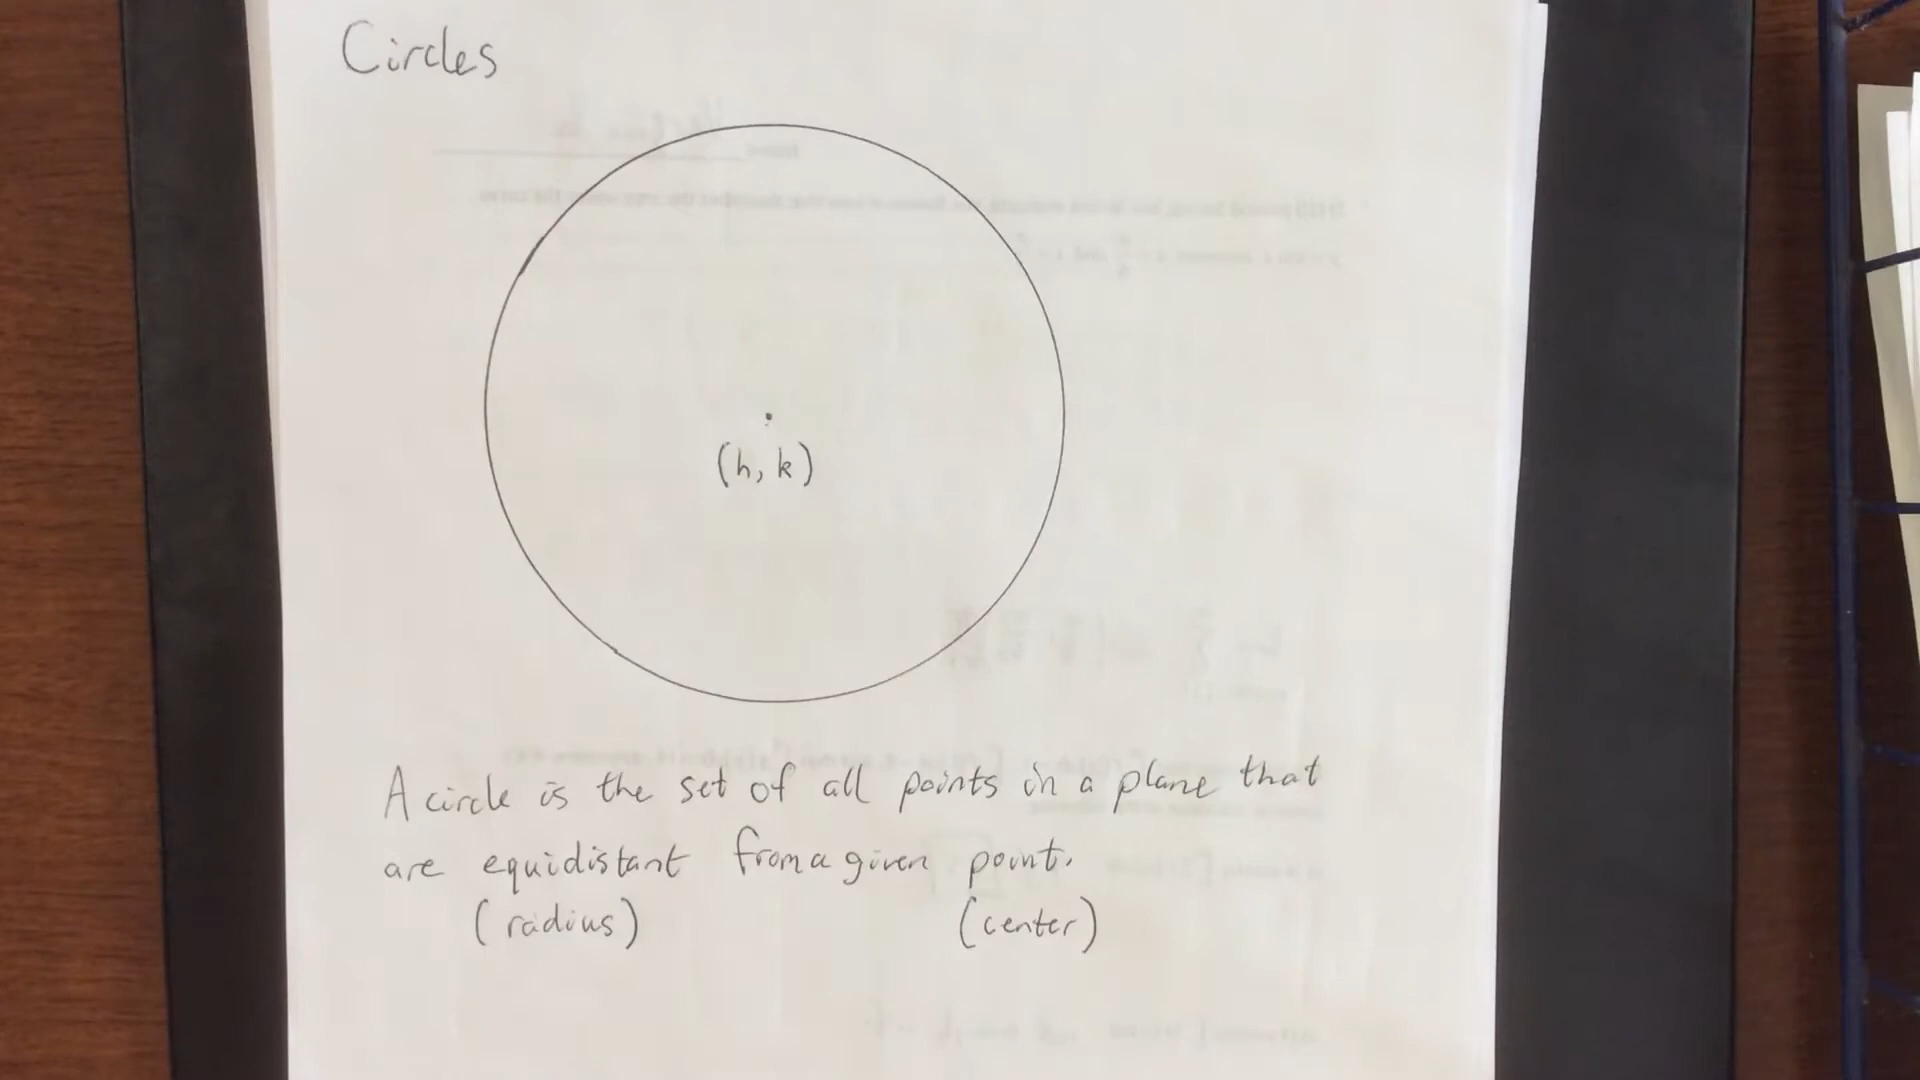 Circles
(h, k)
A circle is the set of all points in a plane that
are equidistant from a given point.
(radius) (center)